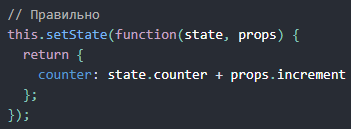 // Правильно
this.setState(function(state, props) {
  return {
    counter: state.counter + props.increment
  };
});